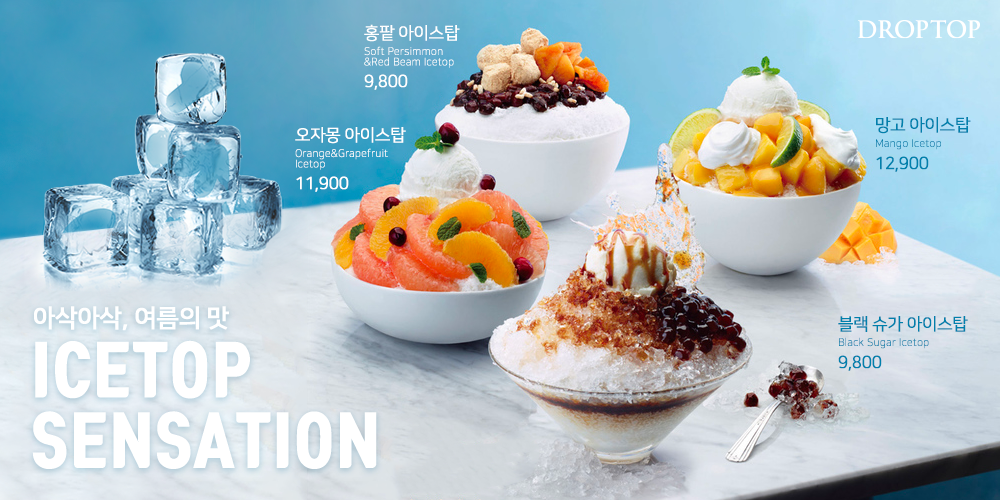 DROPTOP
홍팥 아이스탑
Soft Persimmon
&Red Beam Icetop
9,800
오자몽 아이스탑
Orange&Grapefruit
Icetop
11,900
망고 아이스탑
Mango Icetop
12,900
블랙 슈가 아이스탑
Black Sugar Icetop
9,800
아삭아삭, 여름의 맛
ICETOP
SENSATION